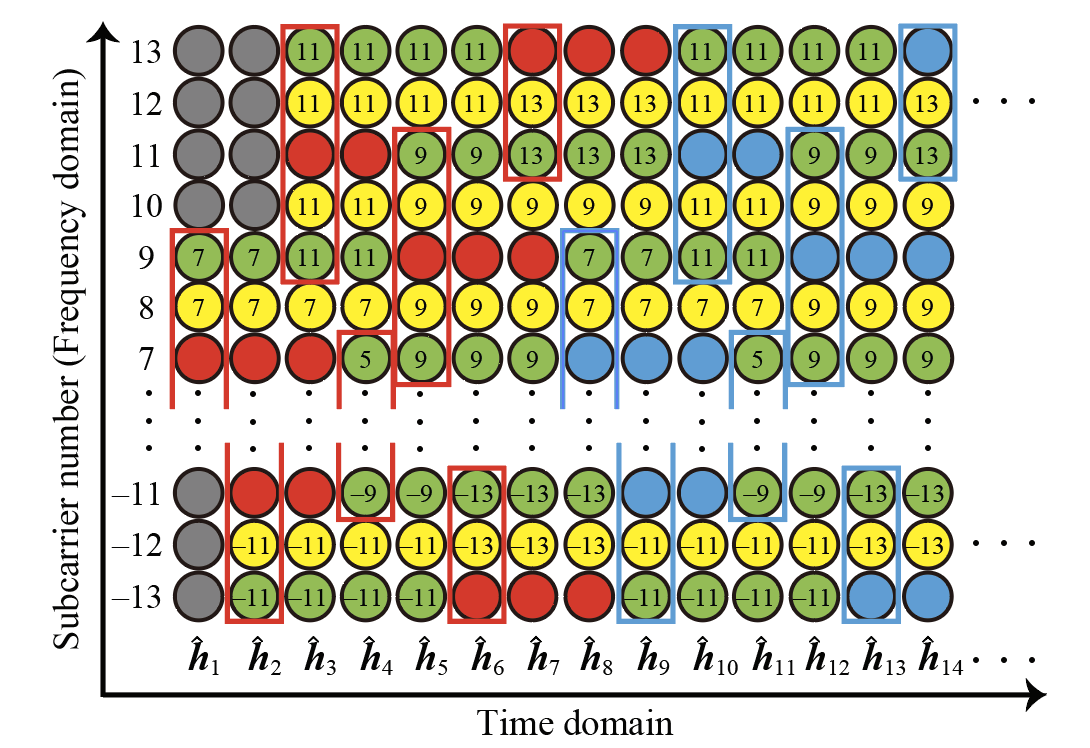 13 11 11 11 11 11 11 11 11
12 11 11 11 11 13 13 13 11 11 11 11 13 · · ·
11 9 9 13 13 13 9 9 13
10 11 11 9 9 9 9 9 11 11 9 9 9
9 7 7 11 11 7 7 11 11
8 7 7 7 7 9 9 9 7 7 7 7 9 9 9
7 5 9 9 9 5 9 9 9
–11 –9 –9 –13 –13 –13 –9 –9 –13 –13
–12 –11 –11 –11 –11 –13 –13 –13 –11 –11 –11 –11 –13 –13 · · ·
–13 –11 –11 –11 –11 –11 –11 –11 –11
ĥ1 ĥ2 ĥ3 ĥ4 ĥ5 ĥ6 ĥ7 ĥ8 ĥ9 ĥ10 ĥ11 ĥ12 ĥ13 ĥ14 · · ·
Time domain
Subcarrier number (Frequency domain)